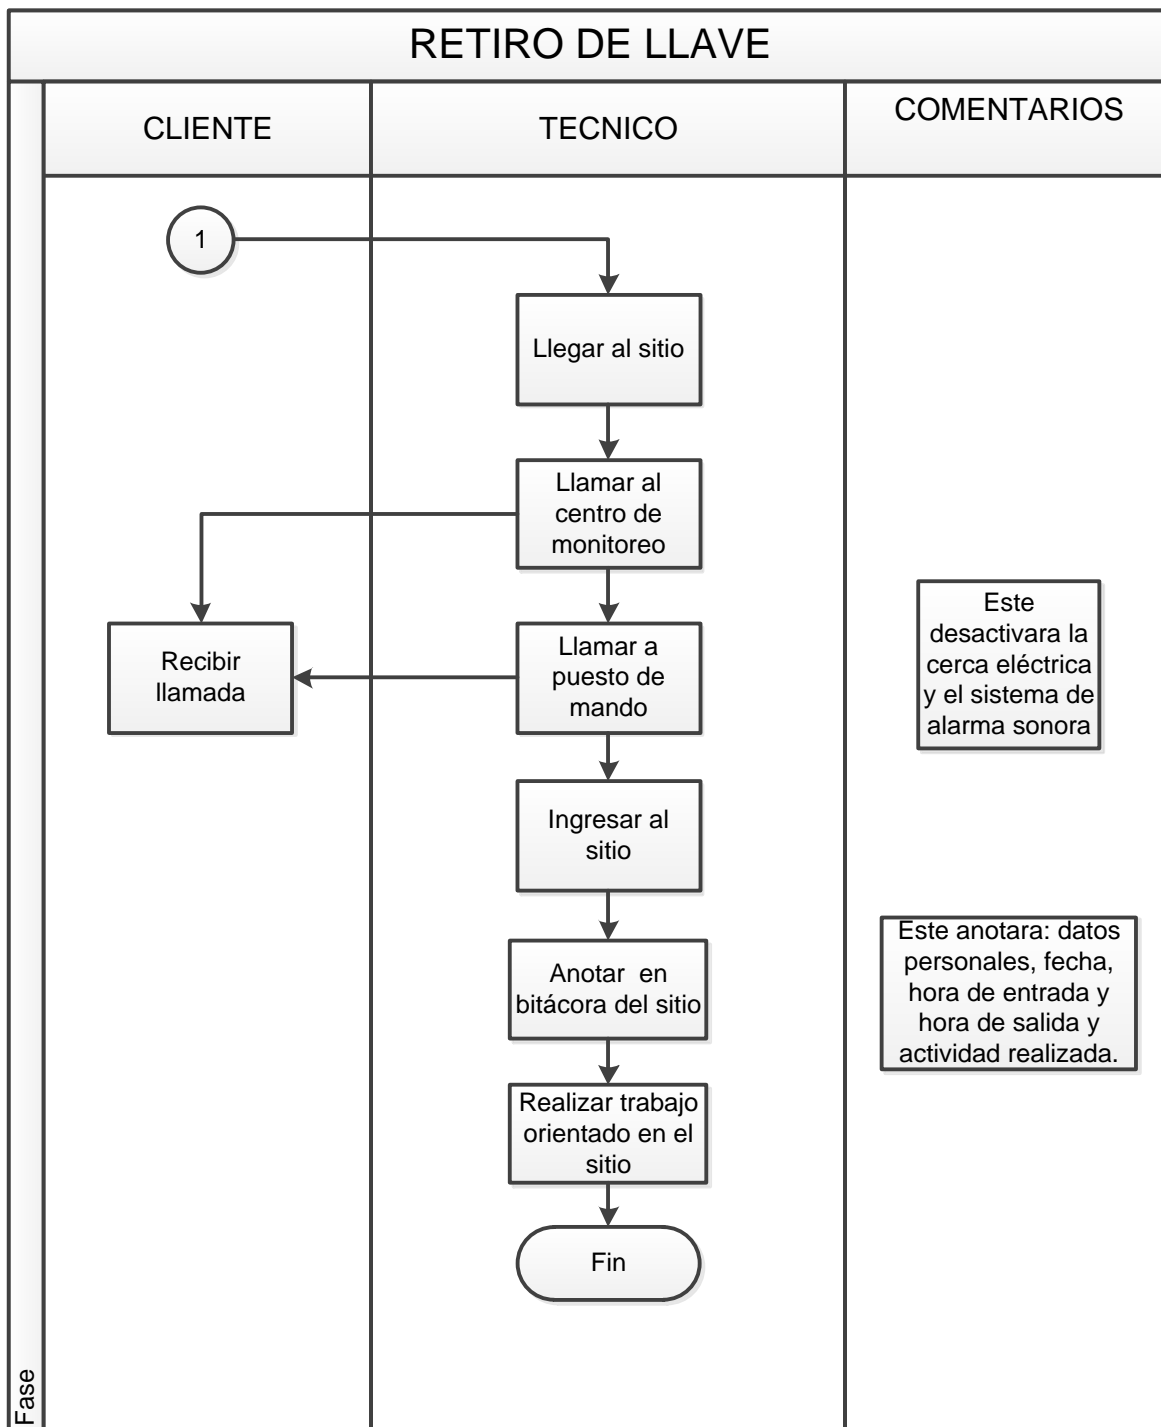 RETIRO DE LLAVE
CLIENTE
TECNICO
COMENTARIOS
1
Llegar al sitio
Llamar al
centro de
monitoreo
Recibir
llamada
Llamar a
puesto de
mando
Este
desactivara la
cerca eléctrica
y el sistema de
alarma sonora
Ingresar al
sitio
Anotar  en
bitácora del sitio
Este anotara: datos
personales, fecha,
hora de entrada y
hora de salida y
actividad realizada.
Realizar trabajo
orientado en el
sitio
Fin
Fase